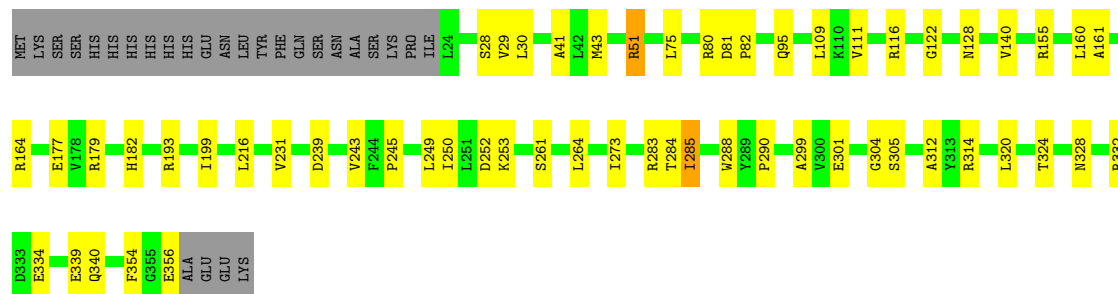 MET LYS SER SER HIS HIS HIS HIS HIS HIS GLU ASN LEU TYR PHE GLN SER ASN ALA SER LYS PRO ILE L24 S28 V29 L30 A41 L42 M43 R51 L75 R80 D81 P82 Q95 L109 K110 V111 R116 G122 N128 V140 R155 L160 A161
R164 E177 V178 R179 H182 R193 I199 L216 V231 D239 V243 F244 P245 L249 I250 L251 D252 K253 S261 L264 I273 R283 T284 I285 W288 Y289 P290 A299 V300 E301 G304 S305 A312 Y313 R314 L320 T324 N328
D333 E334 E339 Q340 F354 G355 E356 ALA GLU GLU LYS